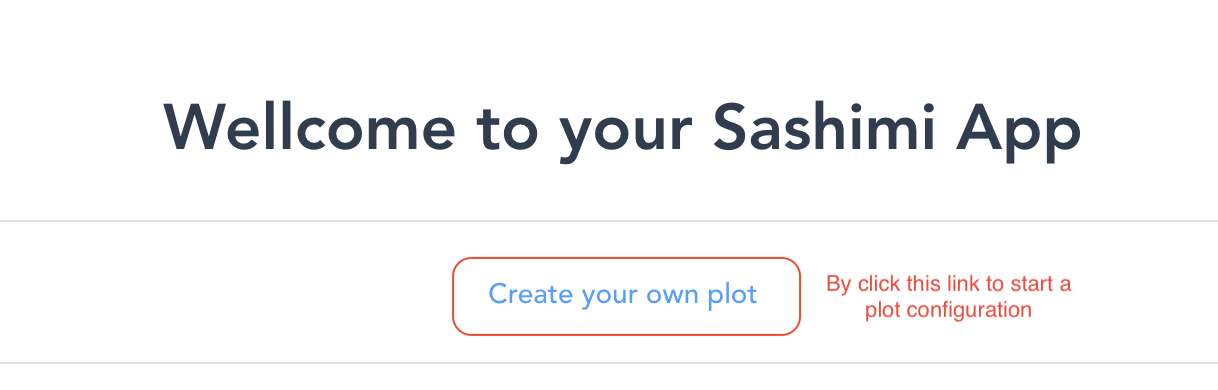 Wellcome to your Sashimi App
Create your own plot
By click this link to start a
plot configuration